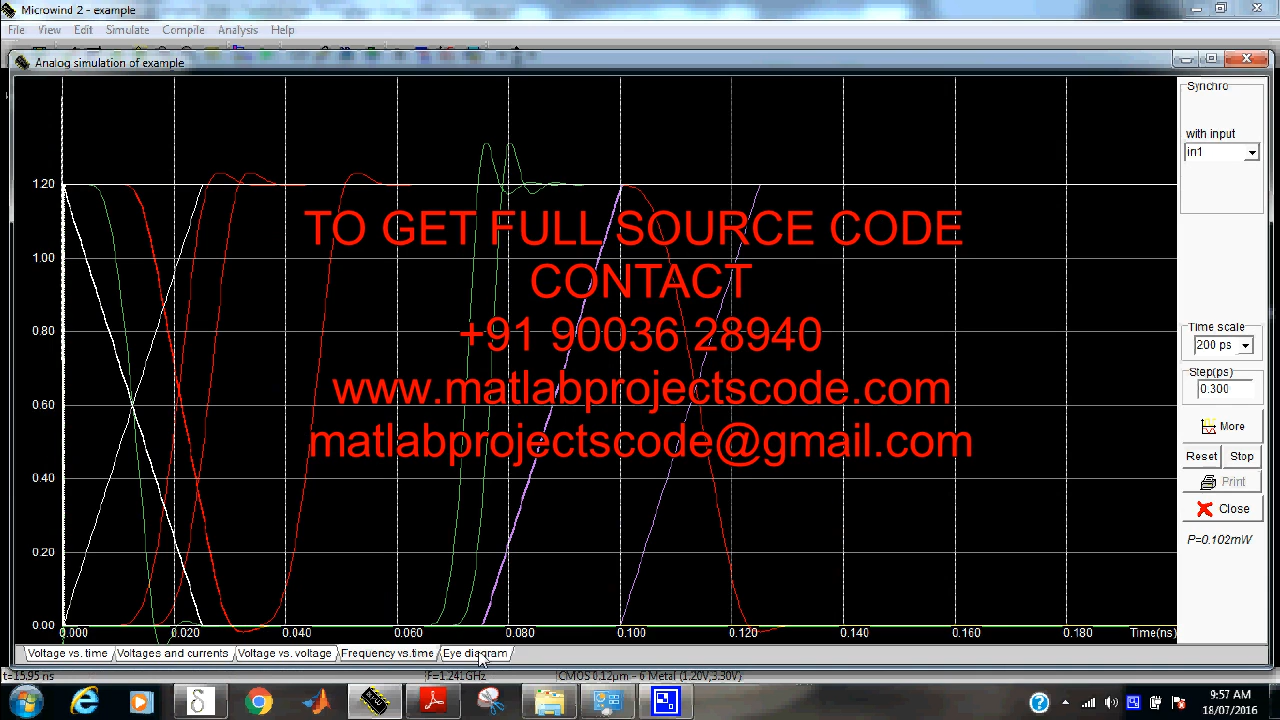 Microwind 2 - example
File View Edit Simulate Compile Analysis Help
Analog simulation of example
Synchro
with input
in1
1.20
TO GET FULL SOURCE CODE
1.00
CONTACT
0.80
+91 90036 28940
Time scale
200 ps
Step(ps)
0.300
www.matlabprojectscode.com
0.60
More
matlabprojectscode@gmail.com
Reset Stop
0.40
Print
Close
P=0.102mW
0.20
0.00
0.000 0.020 0.040 0.060 0.080 0.100 0.120 0.140 0.160 0.180 Time(ns)
Voltage vs. time Voltages and currents Voltage vs. voltage Frequency vs.time Eye diagram
t=15.95 ns F=1.241GHz CMOS 0.12µm - 6 Metal (1.20V,3.30V)
9:57 AM
18/07/2016